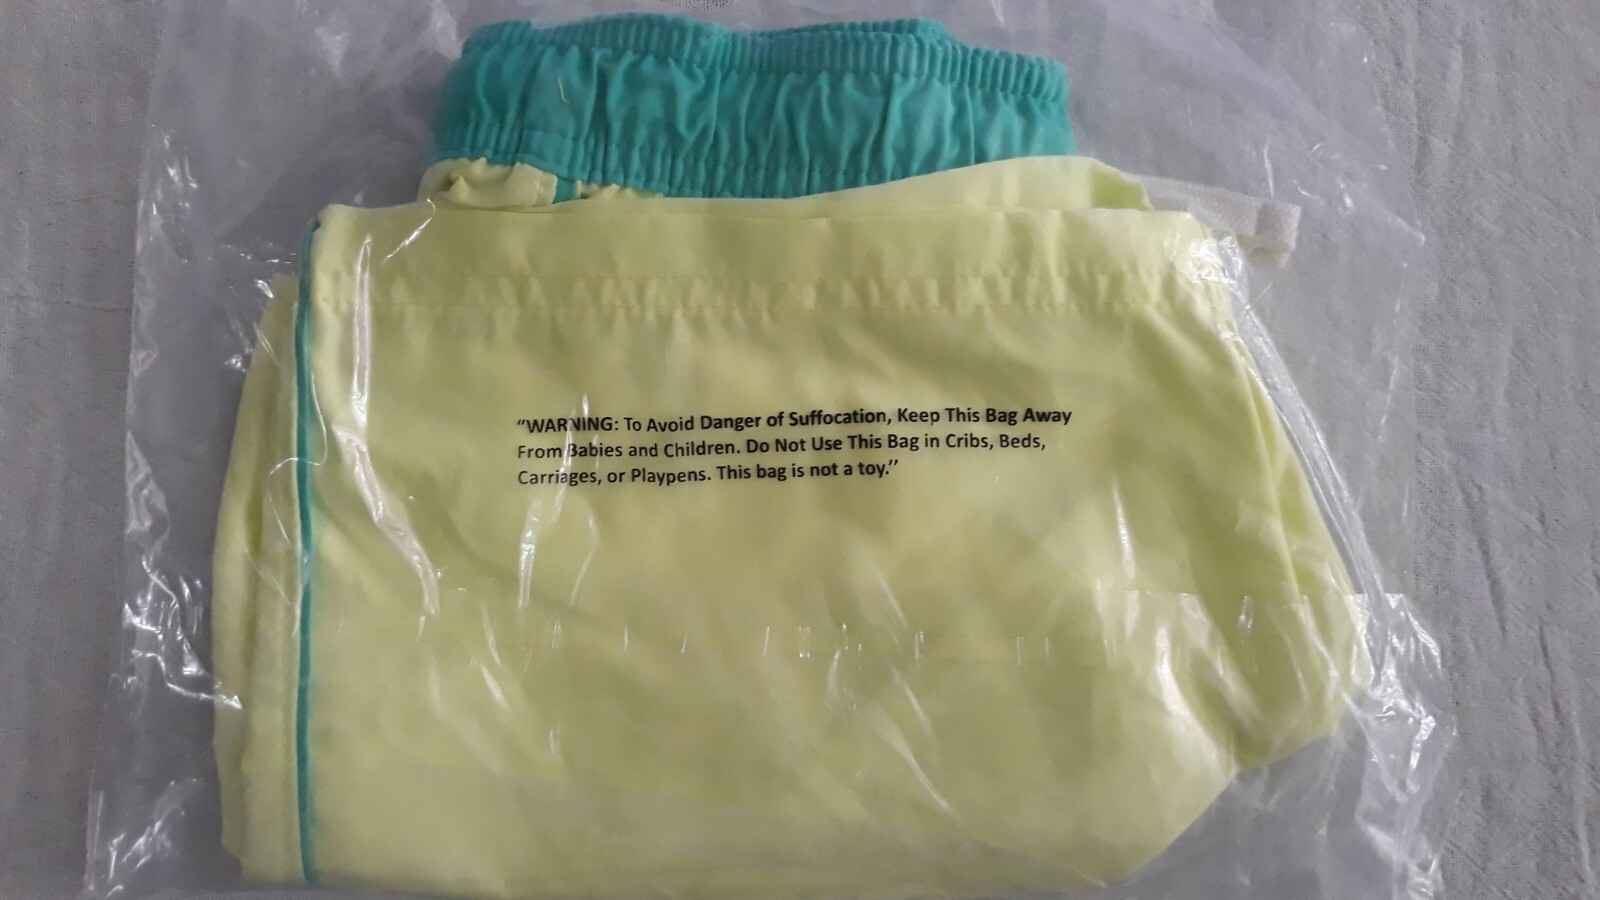 “WARNING: To Avoid Danger of Suffocation, Keep This Bag Away
From Babies and Children. Do Not Use This Bag in Cribs, Beds,
Carriages, or Playpens. This bag is not a toy.”